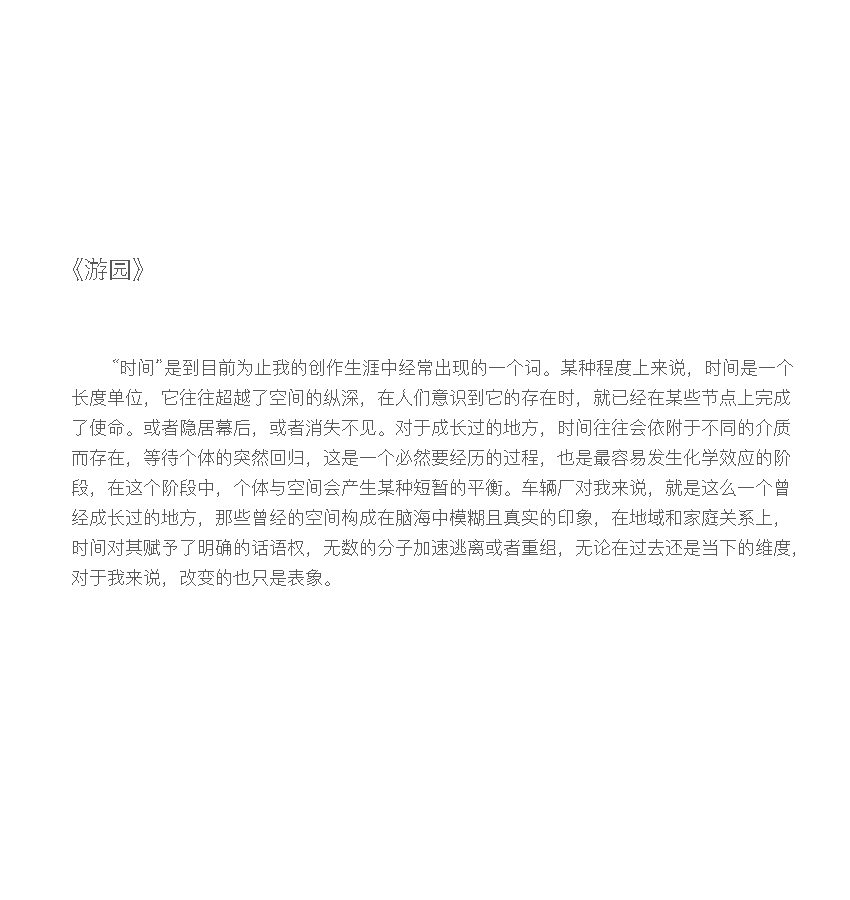 《游园》
“时间”是到目前为止我的创作生涯中经常出现的一个词。某种程度上来说，时间是一个
长度单位，它往往超越了空间的纵深，在人们意识到它的存在时，就已经在某些节点上完成
了使命。或者隐居幕后，或者消失不见。对于成长过的地方，时间往往会依附于不同的介质
而存在，等待个体的突然回归，这是一个必然要经历的过程，也是最容易发生化学效应的阶
段，在这个阶段中，个体与空间会产生某种短暂的平衡。车辆厂对我来说，就是这么一个曾
经成长过的地方，那些曾经的空间构成在脑海中模糊且真实的印象，在地域和家庭关系上，
时间对其赋予了明确的话语权，无数的分子加速逃离或者重组，无论在过去还是当下的维度，
对于我来说，改变的也只是表象。